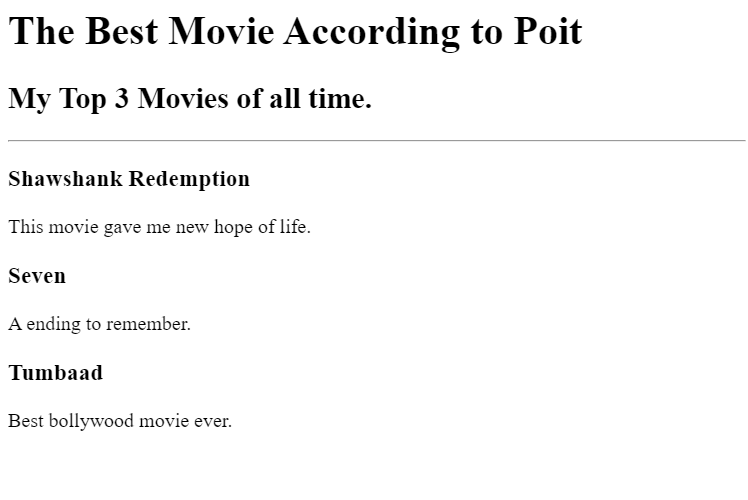 The Best Movie According to Poit
My Top 3 Movies of all time.
Shawshank Redemption
This movie gave me new hope of life.
Seven
A ending to remember.
Tumbaad
Best bollywood movie ever.